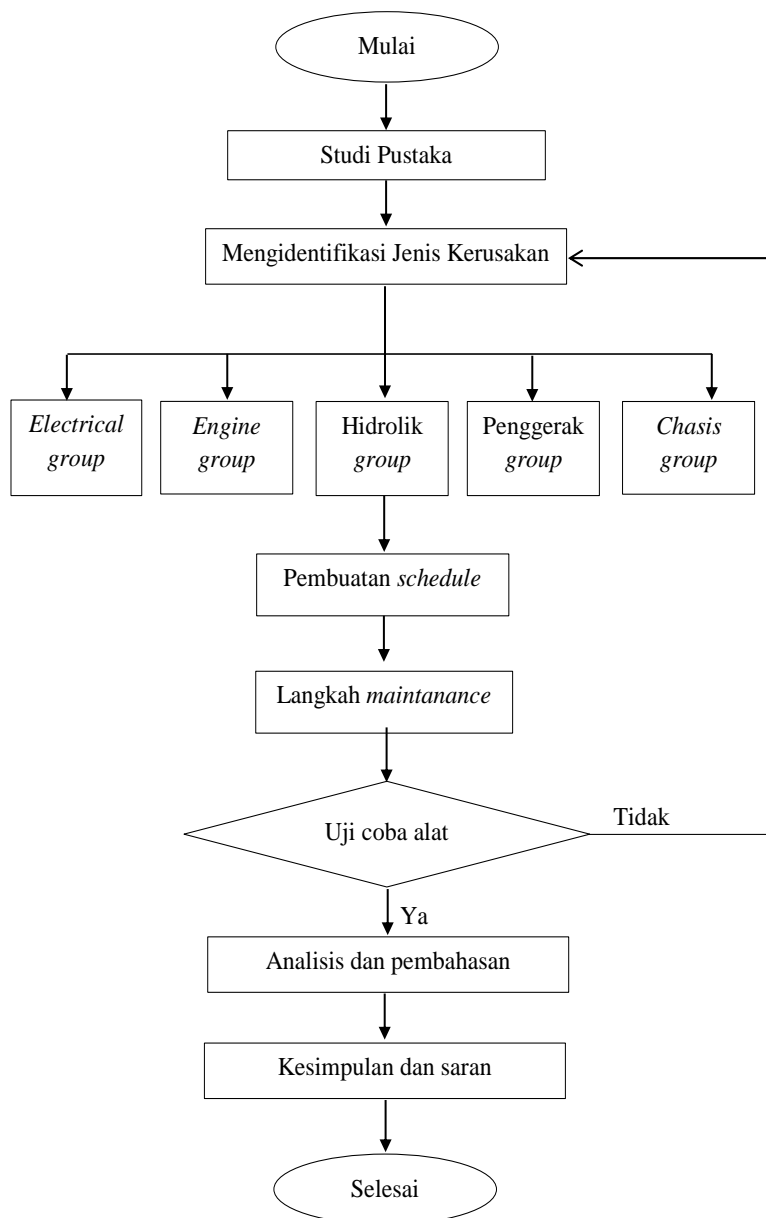 Mulai
Studi Pustaka
Mengidentifikasi Jenis Kerusakan
Electrical
group
Engine
group
Hidrolik
group
Penggerak
group
Chasis
group
Pembuatan schedule
Langkah maintanance
Uji coba alat
Tidak
Ya
Analisis dan pembahasan
Kesimpulan dan saran
Selesai